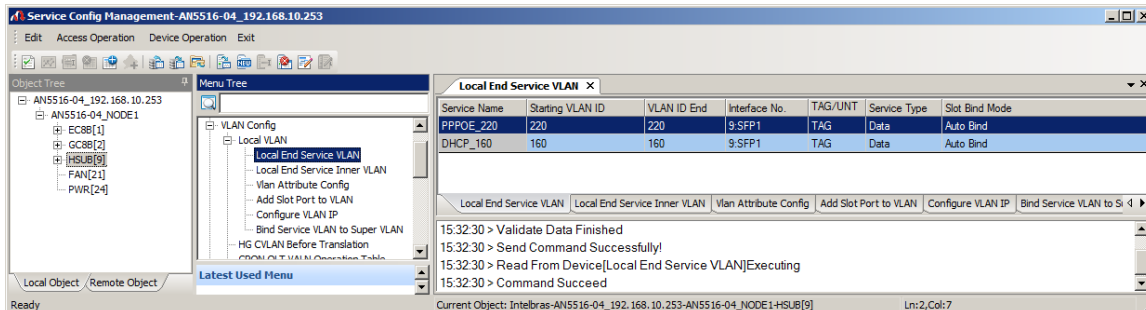 Service Config Management-AN5516-04_192.168.10.253
Edit Access Operation Device Operation Exit
Object Tree
AN5516-04_192.168.10.253
AN5516-04_NODE1
EC8B[1]
GC8B[2]
HSUB[9]
FAN[21]
PWR[24]
Local Object Remote Object
Menu Tree
VLAN Config
Local VLAN
Local End Service VLAN
Local End Service Inner VLAN
Vlan Attribute Config
Add Slot Port to VLAN
Configure VLAN IP
Bind Service VLAN to Super VLAN
HG CVLAN Before Translation
Latest Used Menu
Local End Service VLAN X
Service Name Starting VLAN ID VLAN ID End Interface No. TAG/UNT Service Type Slot Bind Mode
PPPOE_220 220 220 9:SFP1 TAG Data Auto Bind
DHCP_160 160 160 9:SFP1 TAG Data Auto Bind
Local End Service VLAN Local End Service Inner VLAN Vlan Attribute Config Add Slot Port to VLAN Configure VLAN IP Bind Service VLAN to
15:32:30 > Validate Data Finished
15:32:30 > Send Command Successfully!
15:32:30 > Read From Device[Local End Service VLAN]Executing
15:32:30 > Command Succeed
Ready Current Object: Intelbras-AN5516-04_192.168.10.253-AN5516-04_NODE1-HSUB[9] Ln:2,Col:7